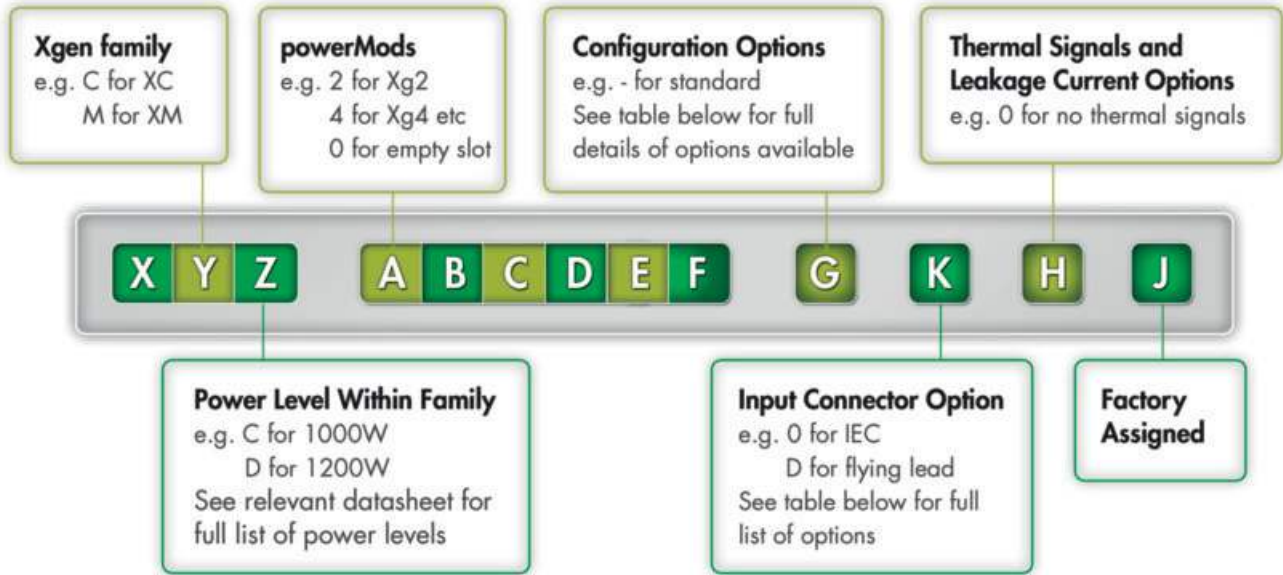 Xgen family
e.g. C for XC
M for XM
powerMods
e.g. 2 for Xg2
4 for Xg4 etc
0 for empty slot
Configuration Options
e.g. - for standard
See table below for full
details of options available
Thermal Signals and
Leakage Current Options
e.g. 0 for no thermal signals
X Y Z A B C D E F G K H J
Power Level Within Family
e.g. C for 1000W
D for 1200W
See relevant datasheet for
full list of power levels
Input Connector Option
e.g. 0 for IEC
D for flying lead
See table below for full
list of options
Factory
Assigned